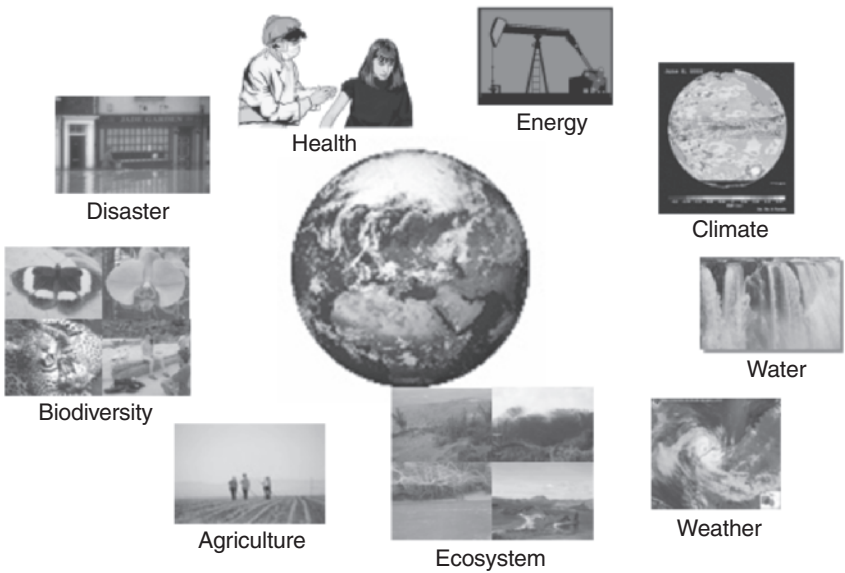 Health
Energy
Disaster
Climate
Water
Biodiversity
Weather
Agriculture
Ecosystem